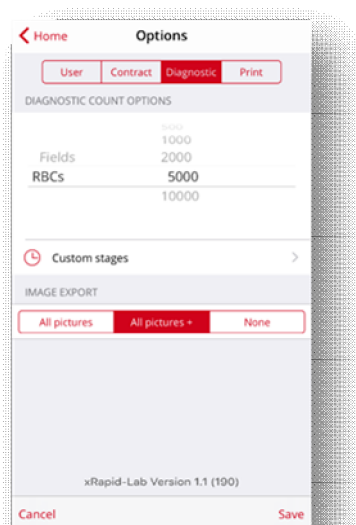 Home Options
User Contract Diagnostic Print
DIAGNOSTIC COUNT OPTIONS
500
1000
Fields 2000
RBCs 5000
10000
Custom stages
IMAGE EXPORT
All pictures All pictures + None
xRapid-Lab Version 1.1 (190)
Cancel Save